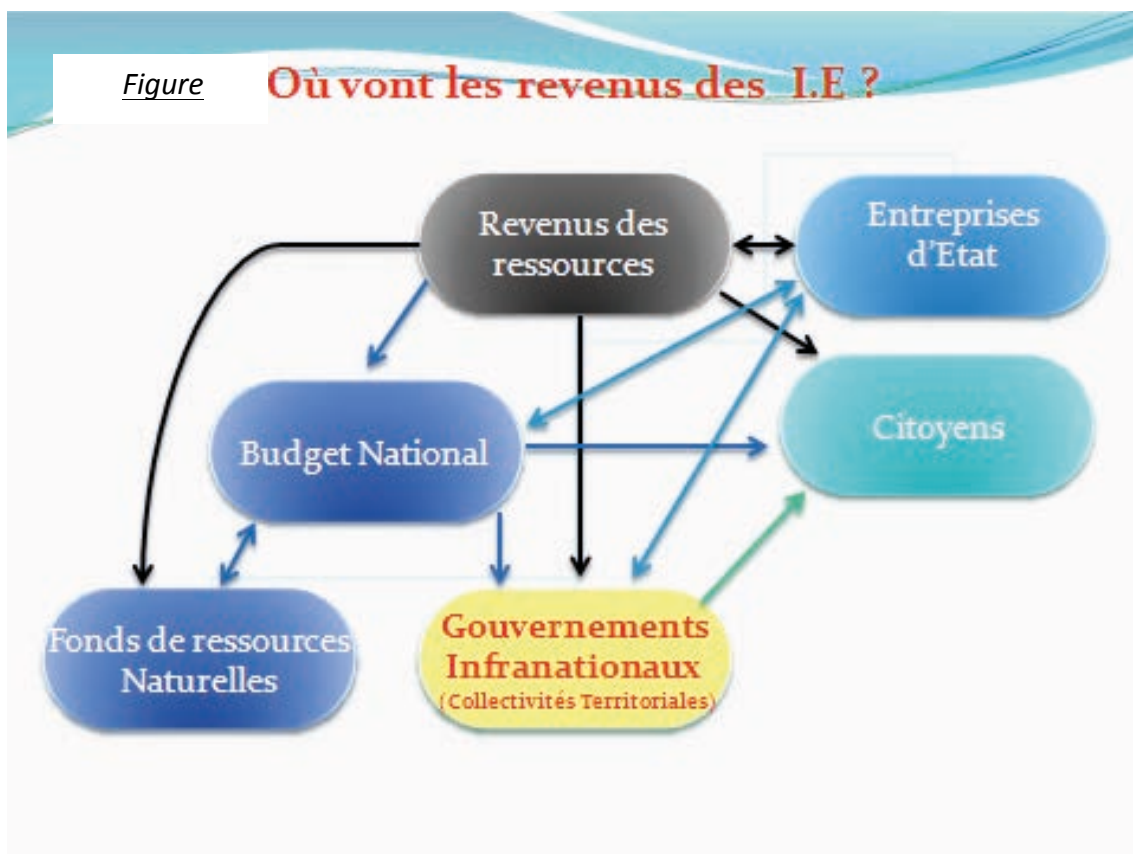 Figure
Où vont les revenus des I.E ?
Revenus des
ressources
Entreprises
d'Etat
Citoyens
Budget National
Fonds de ressources
Naturelles
Gouvernements
Infranationaux
(Collectivités Territoriales)